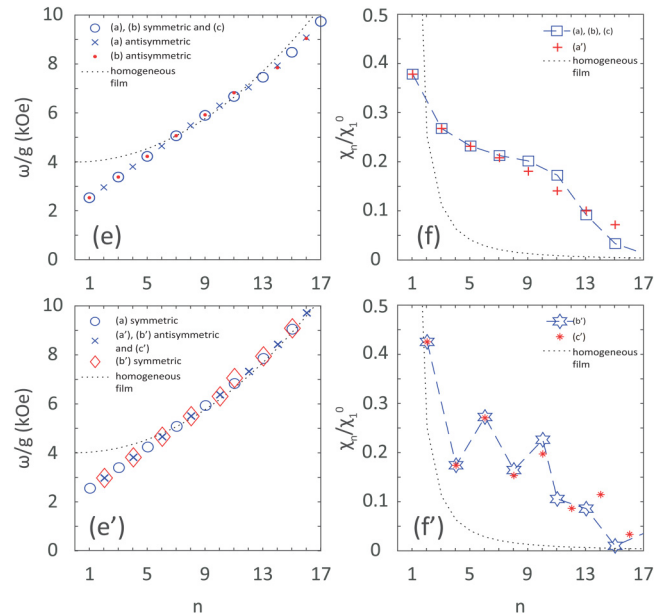 10
8
6
4
2
0
ω/g (kOe)
(a), (b) symmetric and (c)
(a) antisymmetric
(b) antisymmetric
homogeneous
film
(e)
1 5 9 13 17
0.5
0.4
0.3
0.2
0.1
0
χn/χ1⁰
(a), (b), (c)
(a')
homogeneous
film
(f)
1 5 9 13 17
10
8
6
4
2
0
ω/g (kOe)
(a) symmetric
(a'), (b') antisymmetric
and (c')
(b') symmetric
homogeneous
film
(e')
1 5 9 13 17
n
0.5
0.4
0.3
0.2
0.1
0
χn/χ1⁰
(b')
(c')
homogeneous
film
(f')
1 5 9 13 17
n